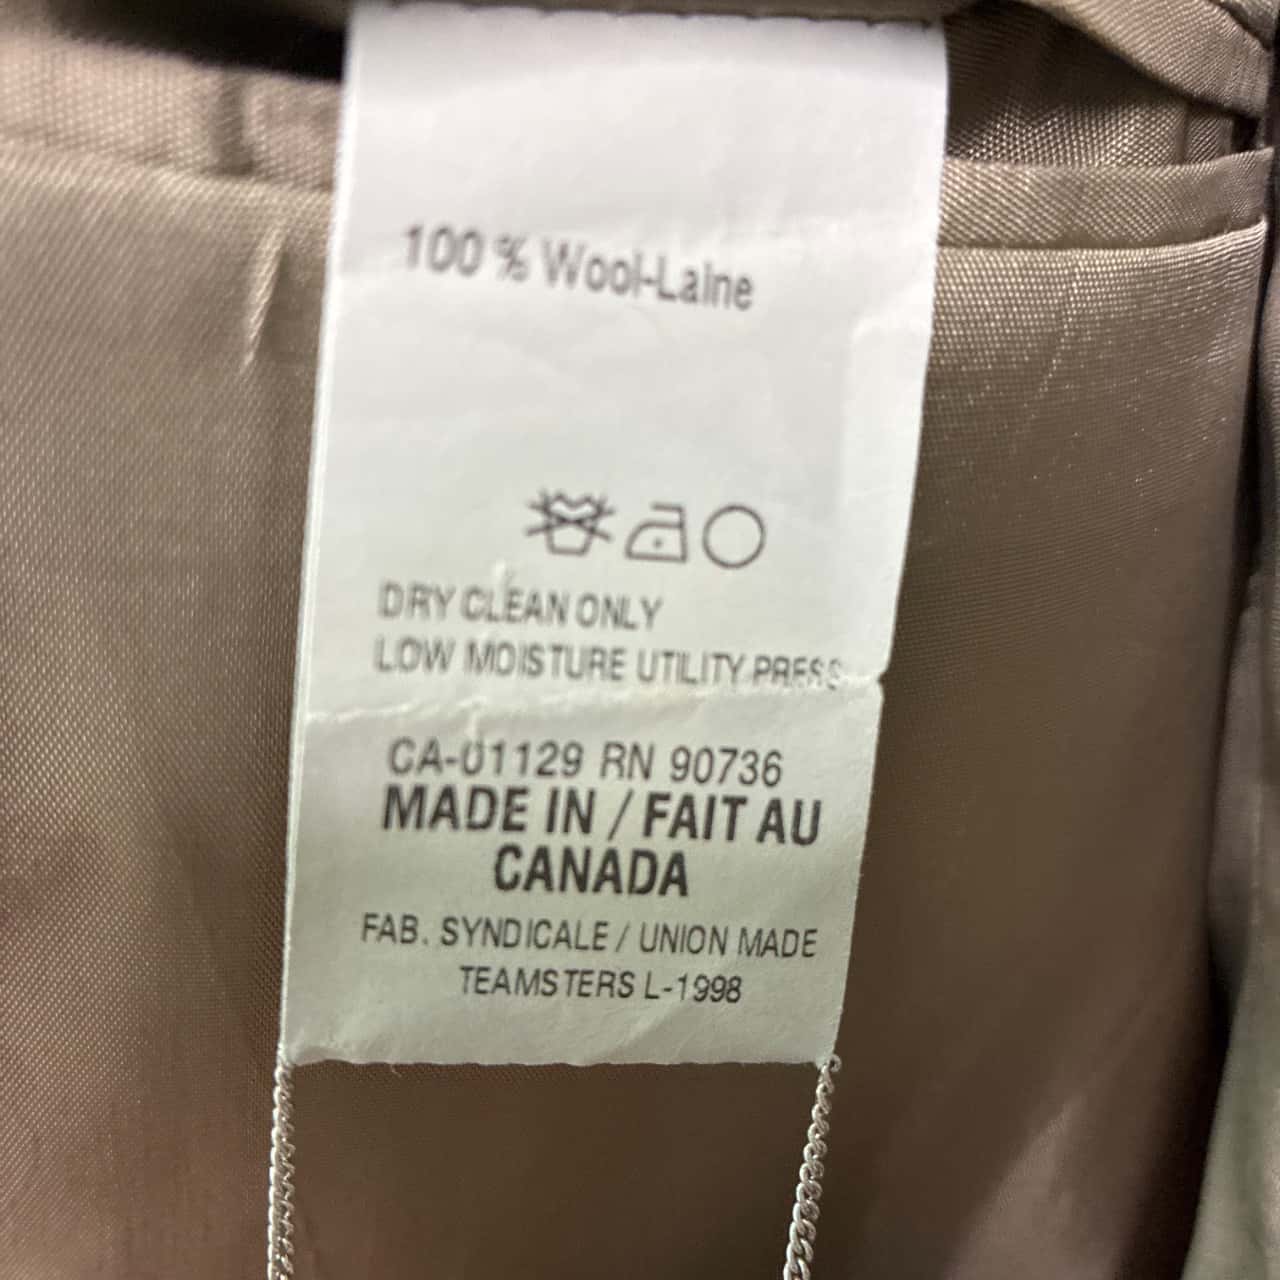 100 % Wool-Laine
DRY CLEAN ONLY
LOW MOISTURE UTILITY PRESS
CA-01129 RN 90736
MADE IN / FAIT AU
CANADA
FAB. SYNDICALE / UNION MADE
TEAMSTERS L-1998